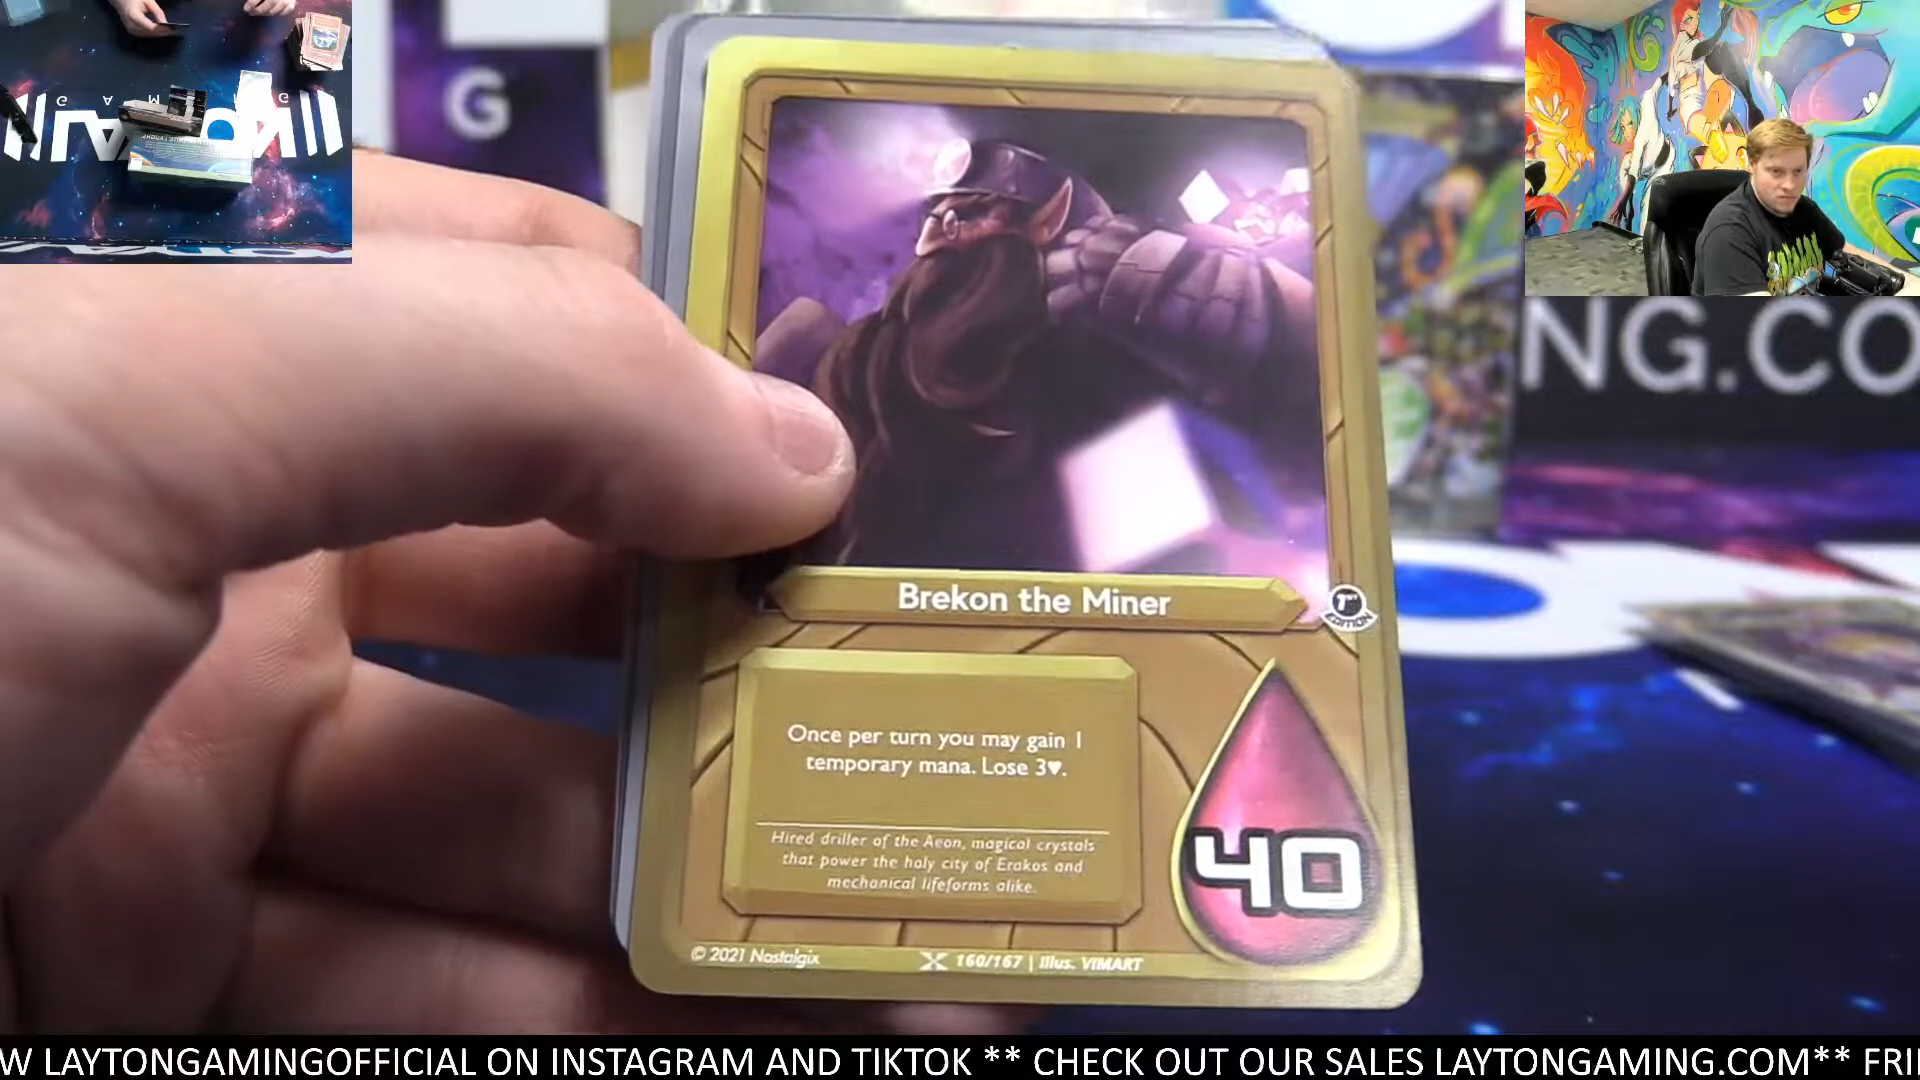 G
NG.CO
Brekon the Miner
1ST
EDITION
Once per turn you may gain 1
temporary mana. Lose 3♥.
Hired driller of the Aeon, magical crystals
that power the holy city of Erakos and
mechanical lifeforms alike.
40
© 2021 Nostalgix
160/167 | Illus. VIMART
W LAYTONGAMINGOFFICIAL ON INSTAGRAM AND TIKTOK ** CHECK OUT OUR SALES LAYTONGAMING.COM** FRI